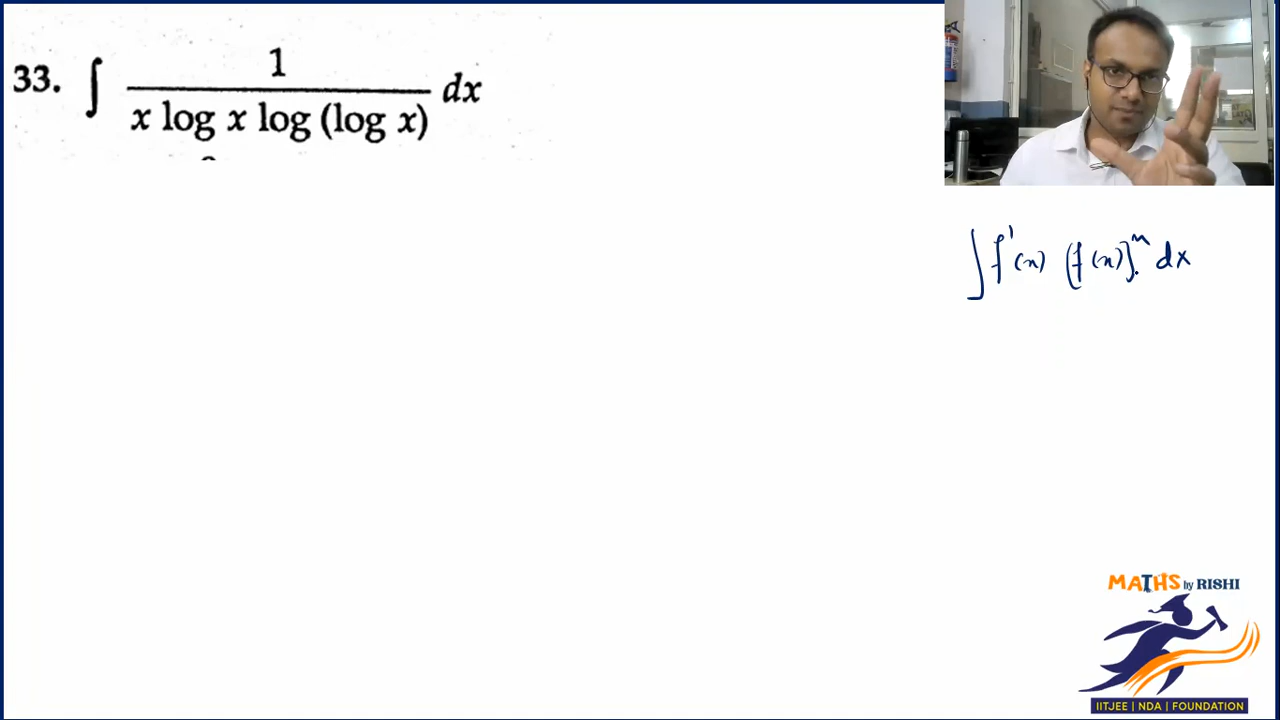 33. ∫ 1 / (x log x log (log x)) dx
∫ f'(x) (f(x))^n dx
MATHS by RISHI
IITJEE | NDA | FOUNDATION